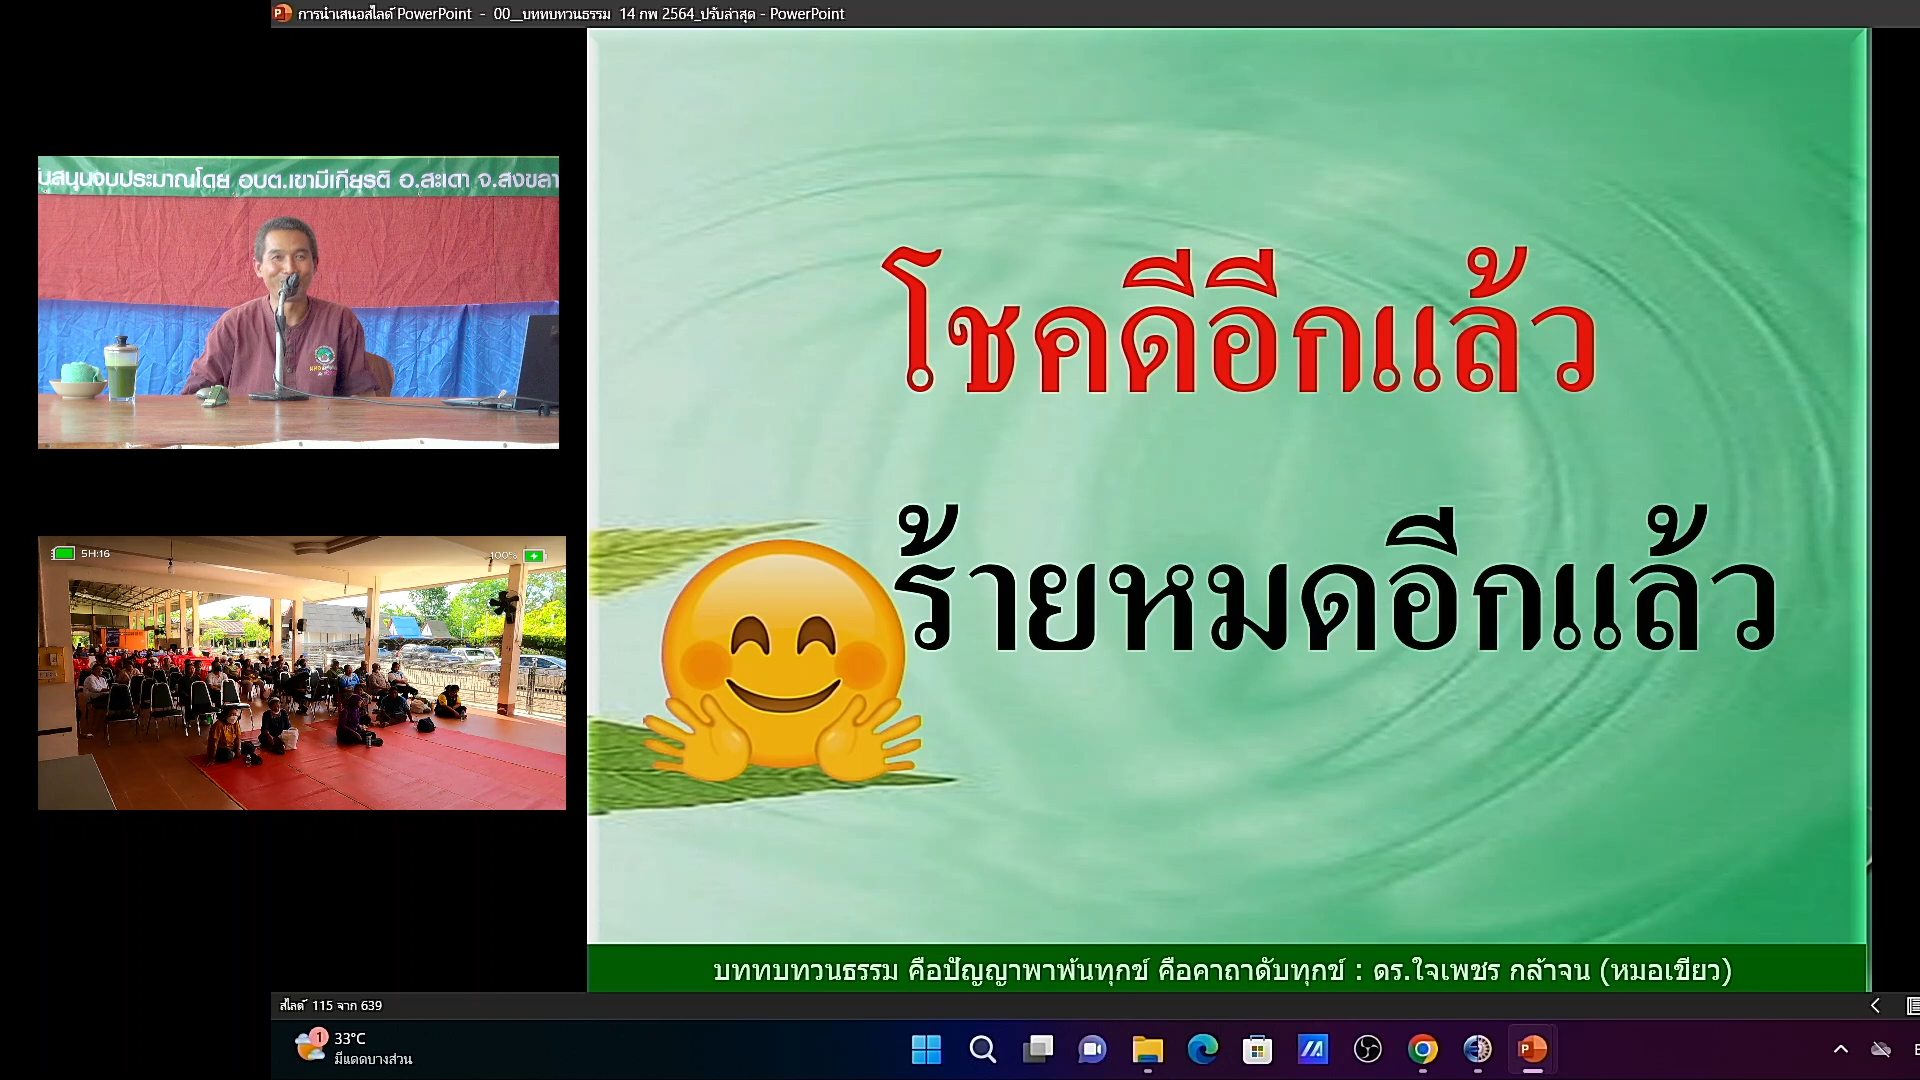 การนำเสนอสไลด์ PowerPoint - 00__บททบทวนธรรม 14 กพ 2564_ปรับล่าสุด - PowerPoint
ับสนุนงบประมาณโดย อบต.เขามีเกียรติ อ.สะเดา จ.สงขลา
5H:16
100%
โชคดีอีกแล้ว
ร้ายหมดอีกแล้ว
บททบทวนธรรม คือปัญญาพาพ้นทุกข์ คือคาถาดับทุกข์ : ดร.ใจเพชร กล้าจน (หมอเขียว)
สไลด์ 115 จาก 639
1
33°C
มีแดดบางส่วน